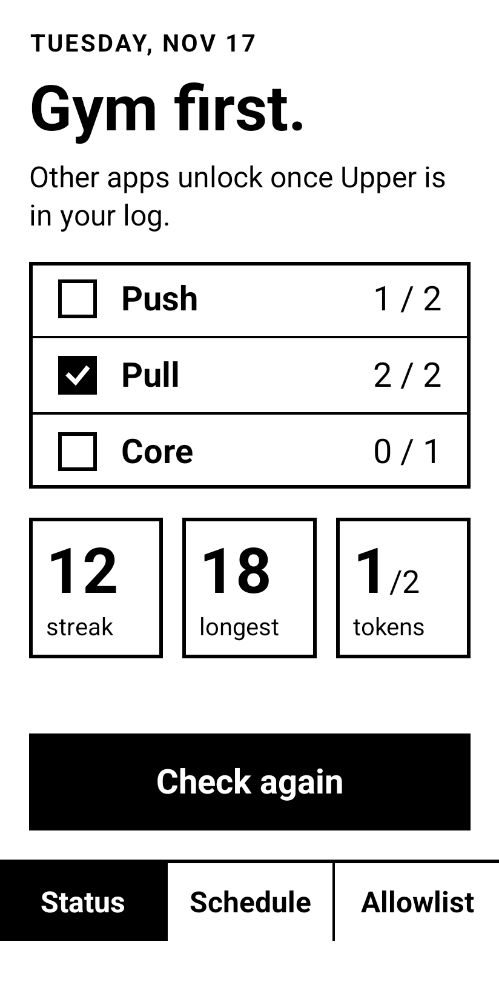 TUESDAY, NOV 17
Gym first.
Other apps unlock once Upper is
in your log.
Push 1 / 2
Pull 2 / 2
Core 0 / 1
12 18 1/2
streak longest tokens
Check again
Status Schedule Allowlist